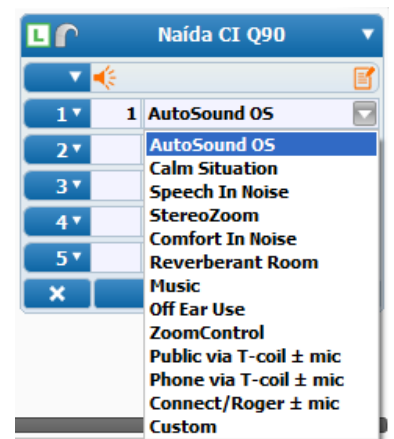 L Naída CI Q90
1 1 AutoSound OS
2 AutoSound OS
Calm Situation
3 Speech In Noise
4 StereoZoom
Comfort In Noise
5 Reverberant Room
Music
Off Ear Use
ZoomControl
Public via T-coil ± mic
Phone via T-coil ± mic
Connect/Roger ± mic
Custom